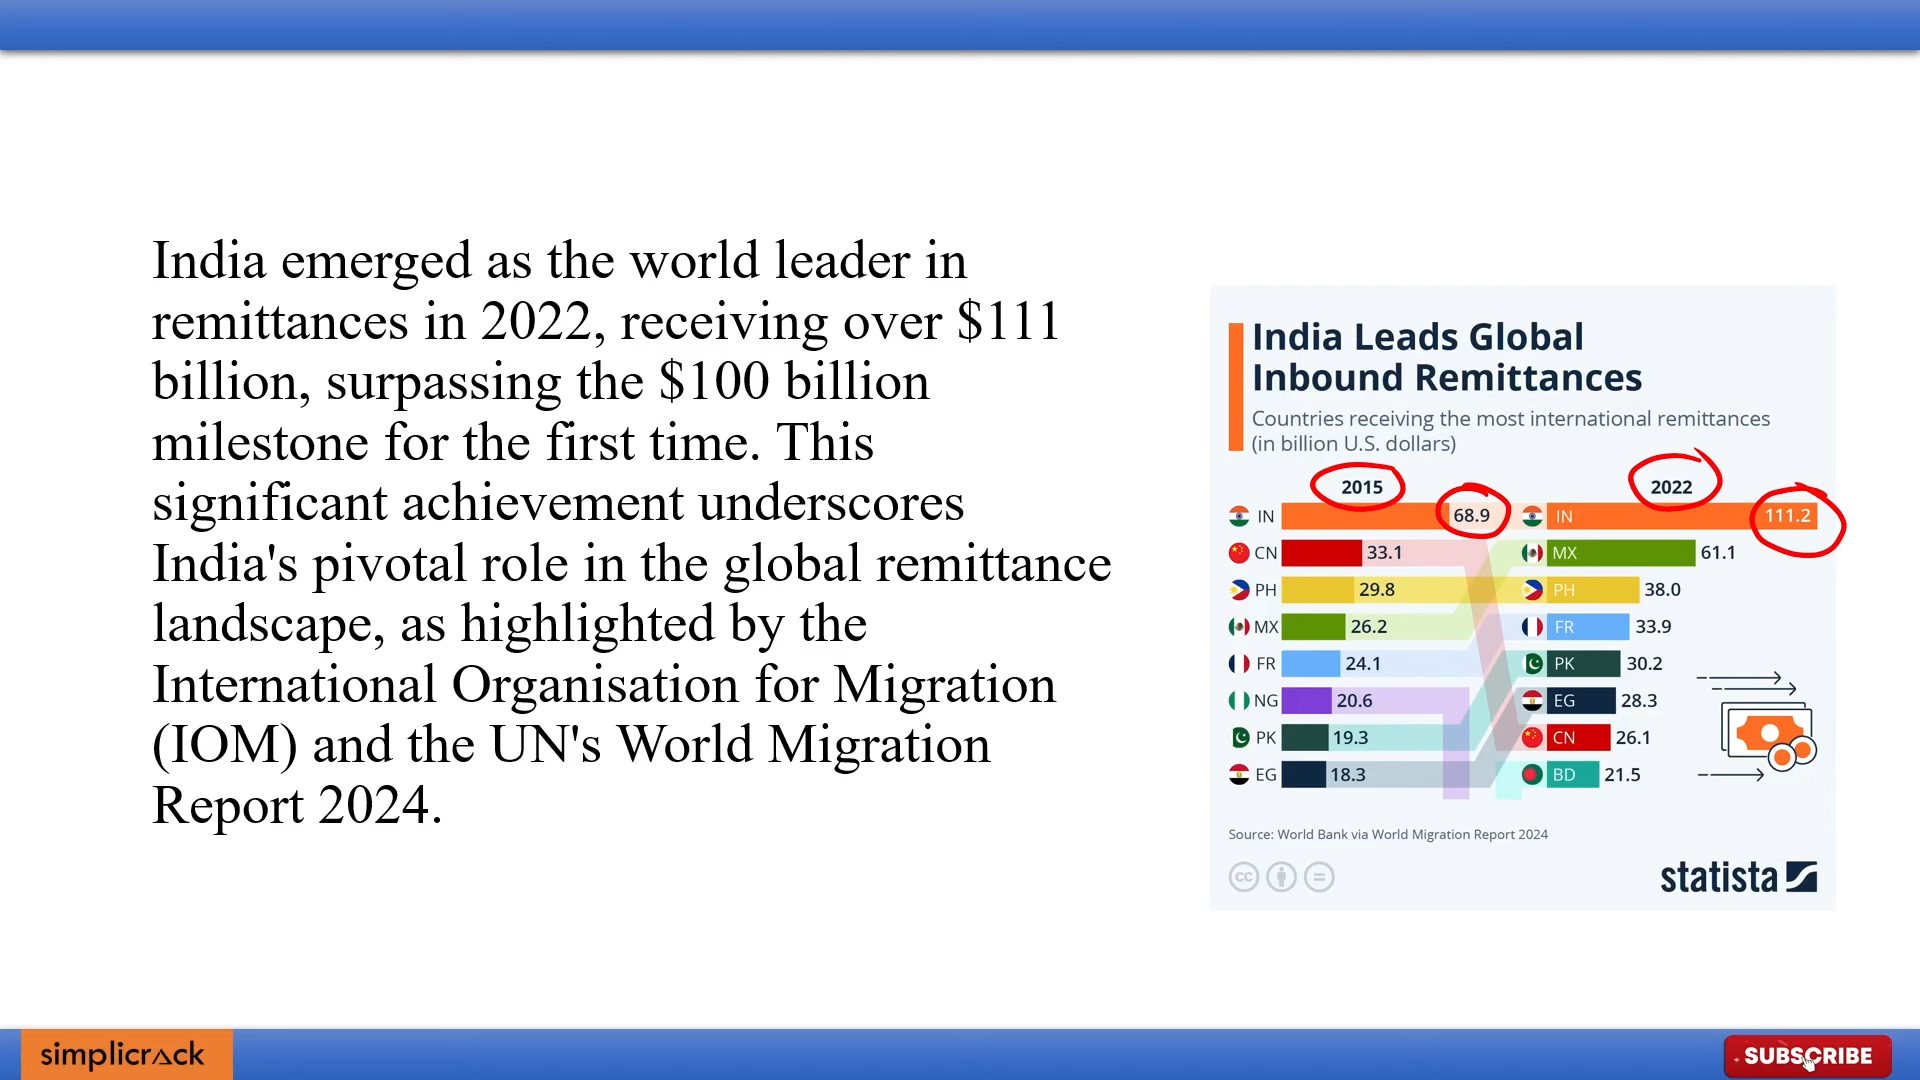 India emerged as the world leader in
remittances in 2022, receiving over $111
billion, surpassing the $100 billion
milestone for the first time. This
significant achievement underscores
India's pivotal role in the global remittance
landscape, as highlighted by the
International Organisation for Migration
(IOM) and the UN's World Migration
Report 2024.
India Leads Global
Inbound Remittances
Countries receiving the most international remittances
(in billion U.S. dollars)
2015 2022
IN 68.9 IN 111.2
CN 33.1 MX 61.1
PH 29.8 PH 38.0
MX 26.2 FR 33.9
FR 24.1 PK 30.2
NG 20.6 EG 28.3
PK 19.3 CN 26.1
EG 18.3 BD 21.5
Source: World Bank via World Migration Report 2024
cc
statista
simplicrack
SUBSCRIBE